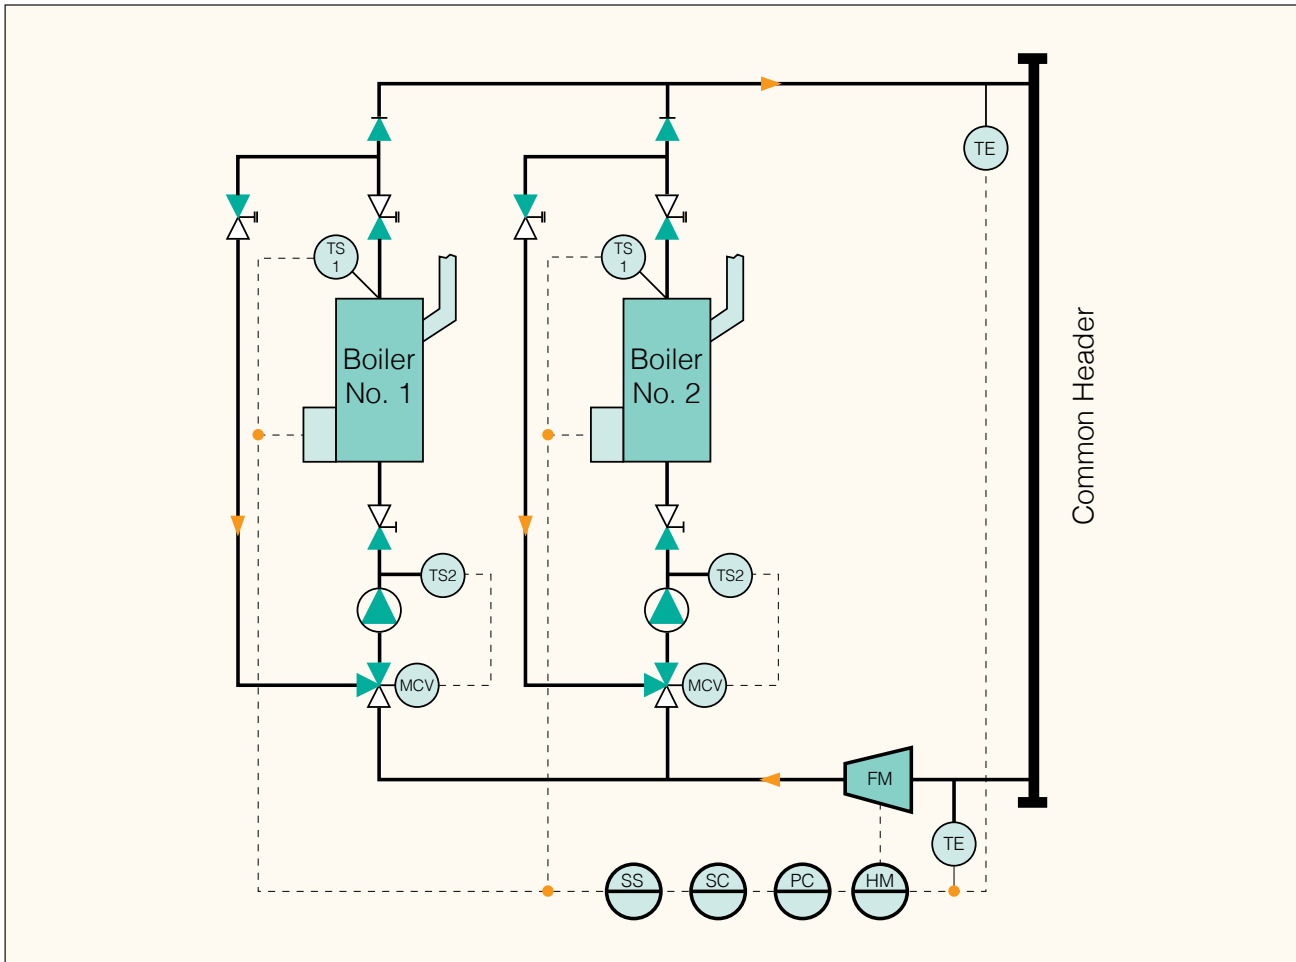 TE
TS
1
TS
1
Boiler
No. 1
Boiler
No. 2
Common Header
TS2
TS2
MCV
MCV
FM
TE
SS
SC
PC
HM